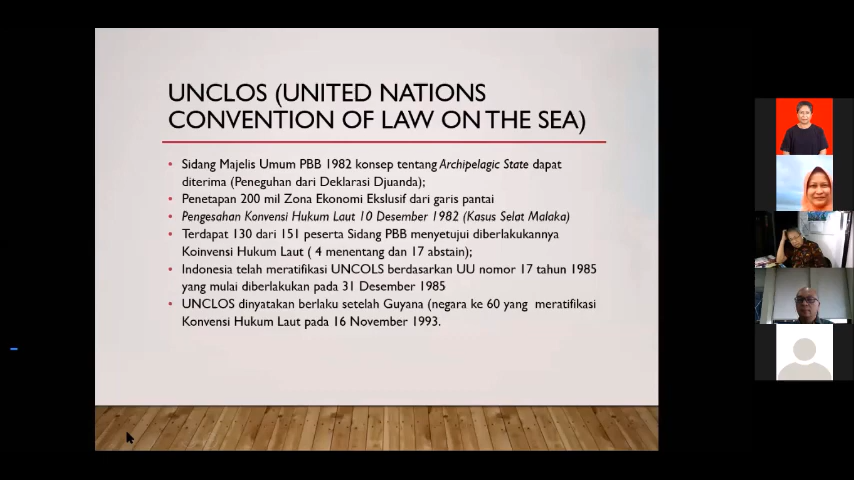 UNCLOS (UNITED NATIONS
CONVENTION OF LAW ON THE SEA)
• Sidang Majelis Umum PBB 1982 konsep tentang Archipelagic State dapat
diterima (Peneguhan dari Deklarasi Djuanda);
• Penetapan 200 mil Zona Ekonomi Ekslusif dari garis pantai
• Pengesahan Konvensi Hukum Laut 10 Desember 1982 (Kasus Selat Malaka)
• Terdapat 130 dari 151 peserta Sidang PBB menyetujui diberlakukannya
Koinvensi Hukum Laut ( 4 menentang dan 17 abstain);
• Indonesia telah meratifikasi UNCOLS berdasarkan UU nomor 17 tahun 1985
yang mulai diberlakukan pada 31 Desember 1985
• UNCLOS dinyatakan berlaku setelah Guyana (negara ke 60 yang meratifikasi
Konvensi Hukum Laut pada 16 November 1993.